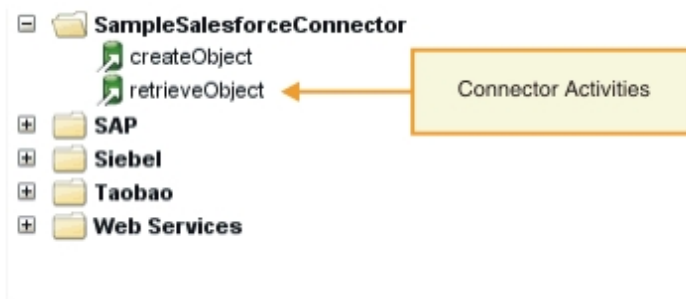 SampleSalesforceConnector
createObject
retrieveObject
Connector Activities
SAP
Siebel
Taobao
Web Services